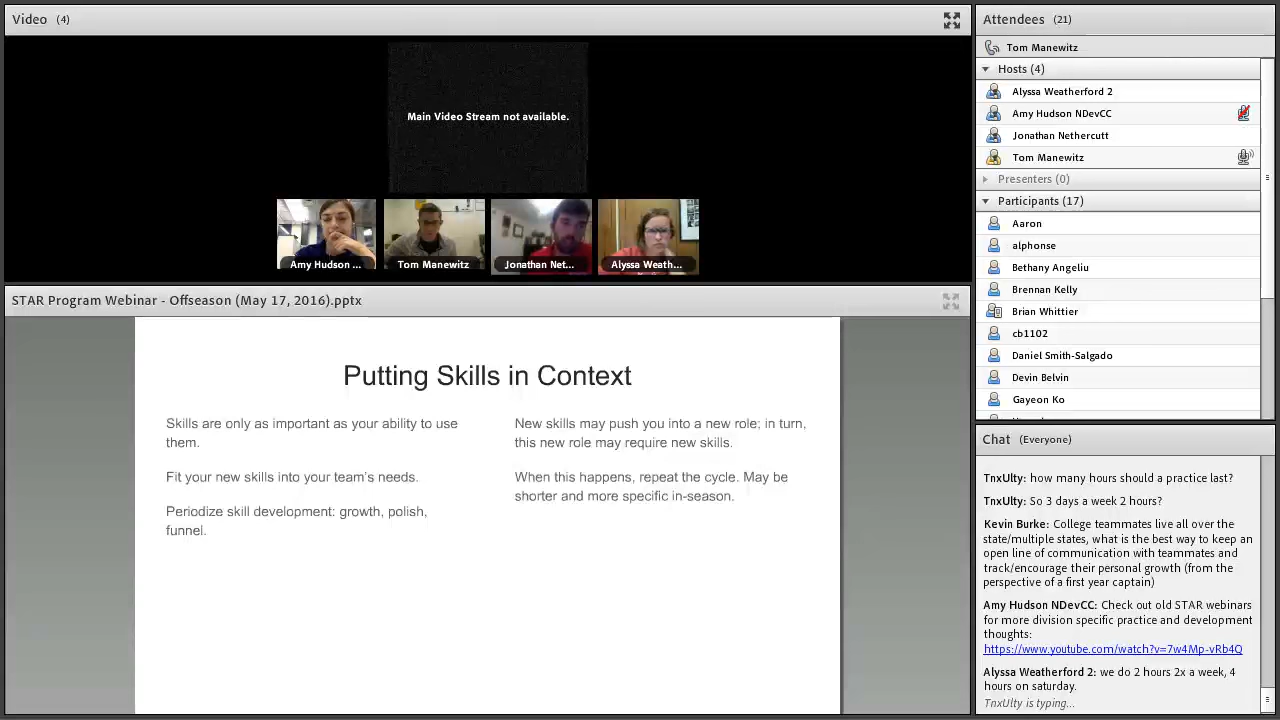 Video (4)
Main Video Stream not available.
Amy Hudson ...
Tom Manewitz
Jonathan Net...
Alyssa Weath...
STAR Program Webinar - Offseason (May 17, 2016).pptx
Putting Skills in Context
Skills are only as important as your ability to use
them.
Fit your new skills into your team's needs.
Periodize skill development: growth, polish,
funnel.
New skills may push you into a new role; in turn,
this new role may require new skills.
When this happens, repeat the cycle. May be
shorter and more specific in-season.
Attendees (21)
Tom Manewitz
Hosts (4)
Alyssa Weatherford 2
Amy Hudson NDevCC
Jonathan Nethercutt
Tom Manewitz
Presenters (0)
Participants (17)
Aaron
alphonse
Bethany Angeliu
Brennan Kelly
Brian Whittier
cb1102
Daniel Smith-Salgado
Devin Belvin
Gayeon Ko
Chat (Everyone)
TnxUlty: how many hours should a practice last?
TnxUlty: So 3 days a week 2 hours?
Kevin Burke: College teammates live all over the
state/multiple states, what is the best way to keep an
open line of communication with teammates and
track/encourage their personal growth (from the
perspective of a first year captain)
Amy Hudson NDevCC: Check out old STAR webinars
for more division specific practice and development
thoughts:
https://www.youtube.com/watch?v=7w4Mp-vRb4Q
Alyssa Weatherford 2: we do 2 hours 2x a week, 4
hours on saturday.
TnxUlty is typing...